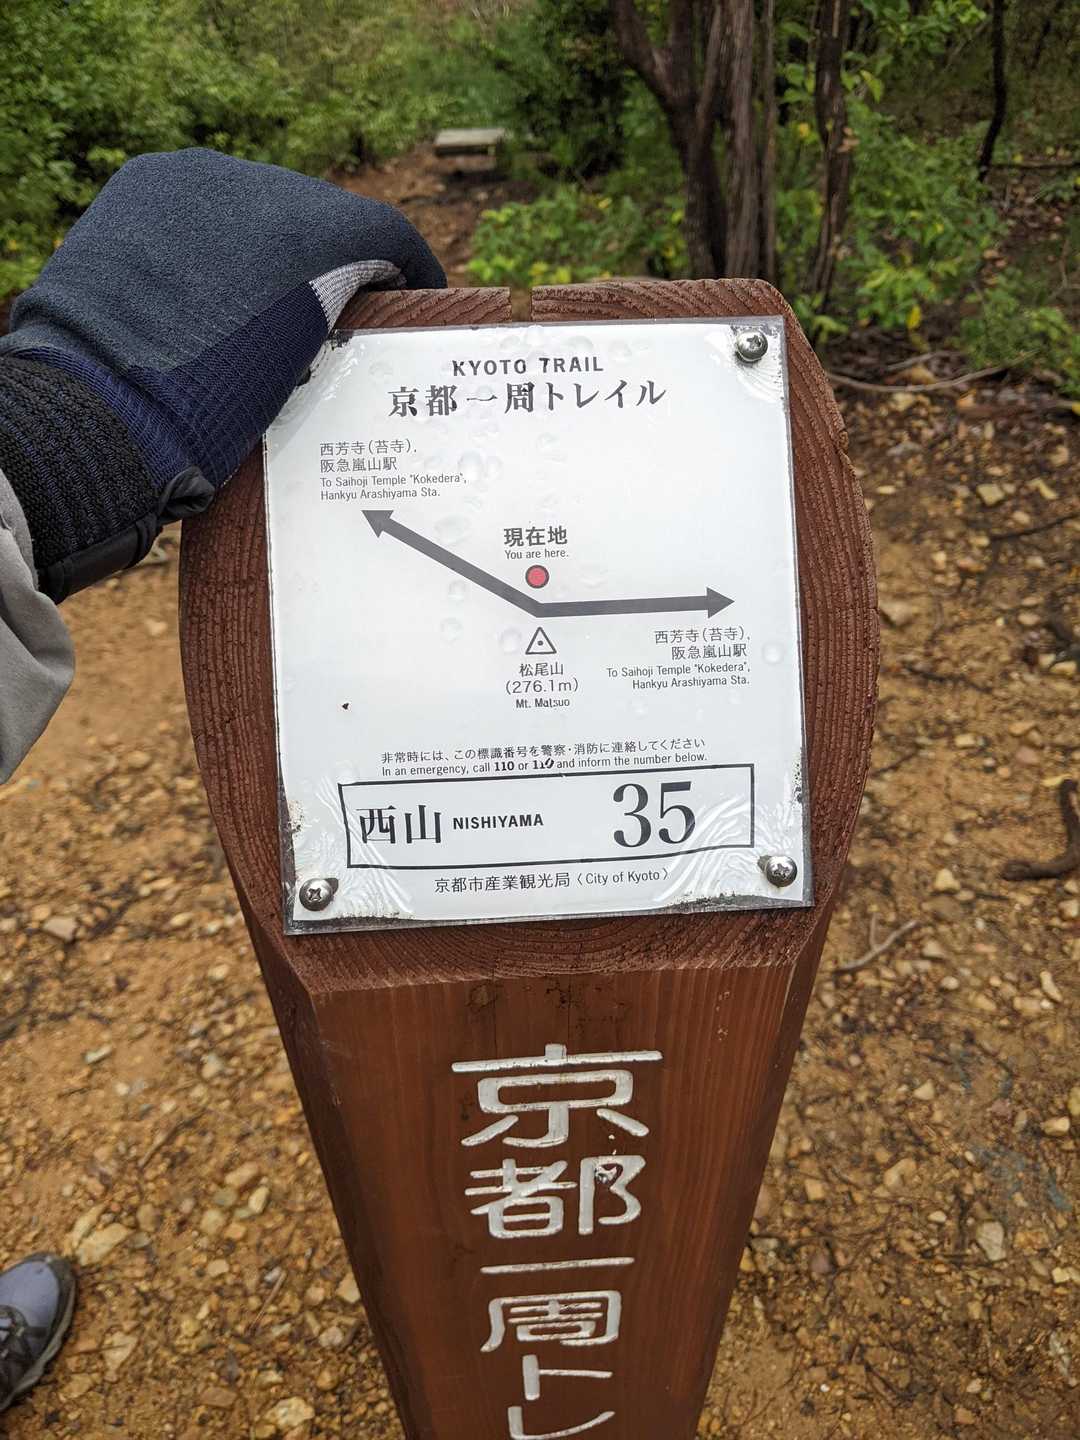 KYOTO TRAIL
京都一周トレイル
西芳寺(苔寺),
阪急嵐山駅
To Saihoji Temple "Kokedera",
Hankyu Arashiyama Sta.
現在地
You are here.
西芳寺(苔寺),
阪急嵐山駅
To Saihoji Temple "Kokedera",
Hankyu Arashiyama Sta.
松尾山
(276.1m)
Mt. Matsuo
非常時には、この標識番号を警察・消防に連絡してください
In an emergency, call 110 or 119 and inform the number below.
西山 NISHIYAMA 35
京都市産業観光局〈City of Kyoto〉
京都一周トレ